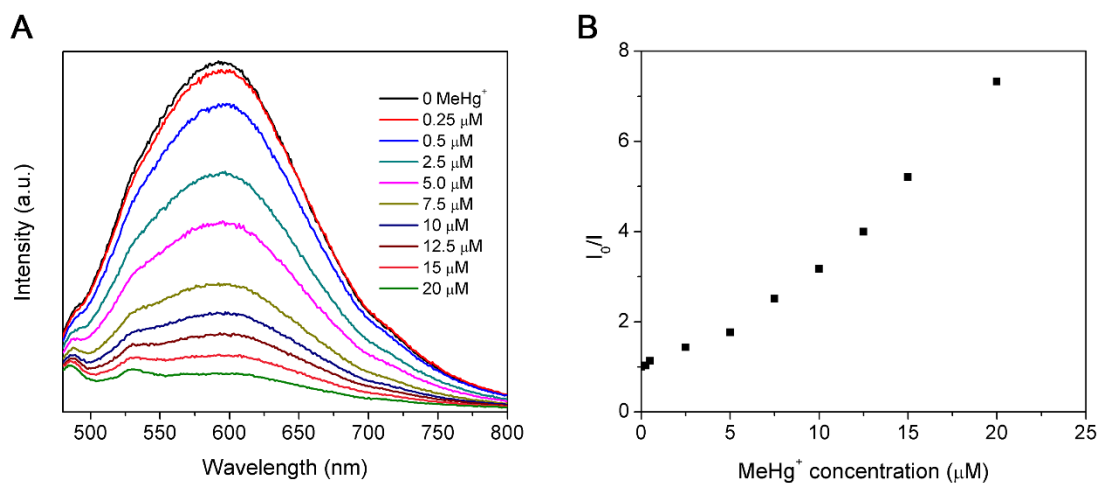 A
Intensity (a.u.)
0 MeHg⁺
0.25 μM
0.5 μM
2.5 μM
5.0 μM
7.5 μM
10 μM
12.5 μM
15 μM
20 μM
500 550 600 650 700 750 800
Wavelength (nm)
B
I₀/I
8
6
4
2
0
0 5 10 15 20 25
MeHg⁺ concentration (μM)